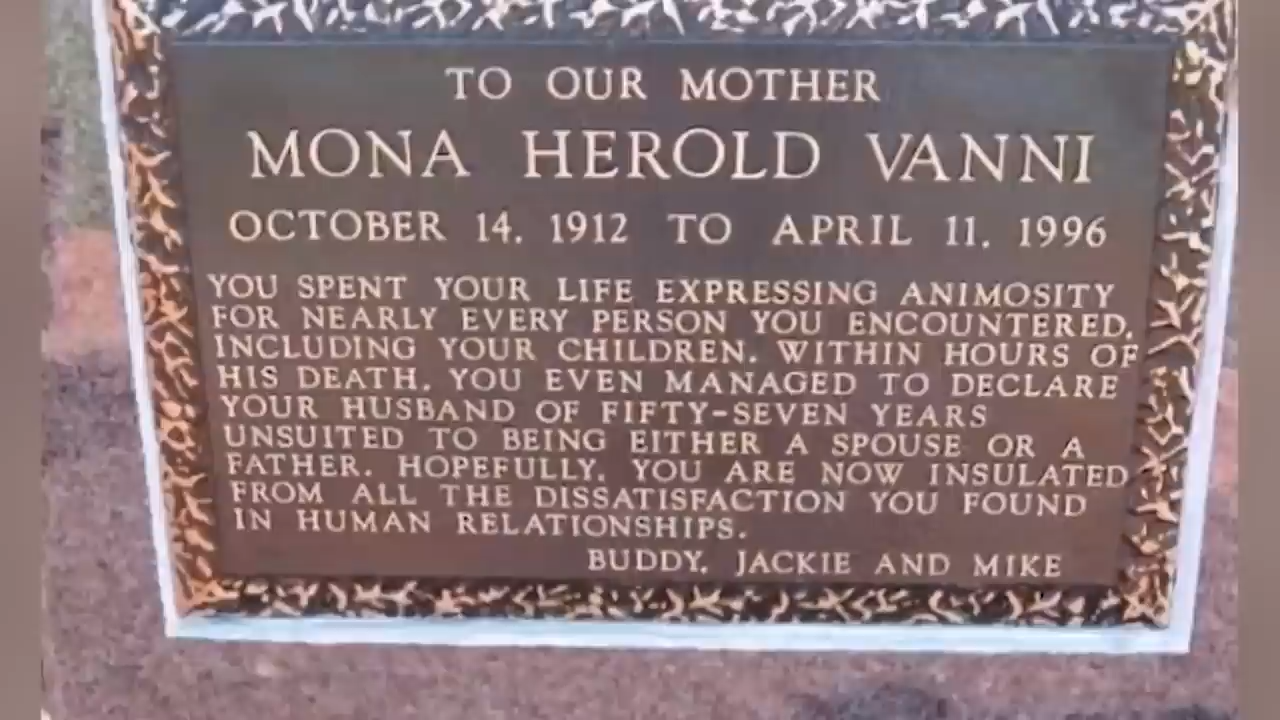 TO OUR MOTHER
MONA HEROLD VANNI
OCTOBER 14, 1912 TO APRIL 11, 1996
YOU SPENT YOUR LIFE EXPRESSING ANIMOSITY
FOR NEARLY EVERY PERSON YOU ENCOUNTERED,
INCLUDING YOUR CHILDREN. WITHIN HOURS OF
HIS DEATH, YOU EVEN MANAGED TO DECLARE
YOUR HUSBAND OF FIFTY-SEVEN YEARS
UNSUITED TO BEING EITHER A SPOUSE OR A
FATHER. HOPEFULLY, YOU ARE NOW INSULATED
FROM ALL THE DISSATISFACTION YOU FOUND
IN HUMAN RELATIONSHIPS.
BUDDY, JACKIE AND MIKE